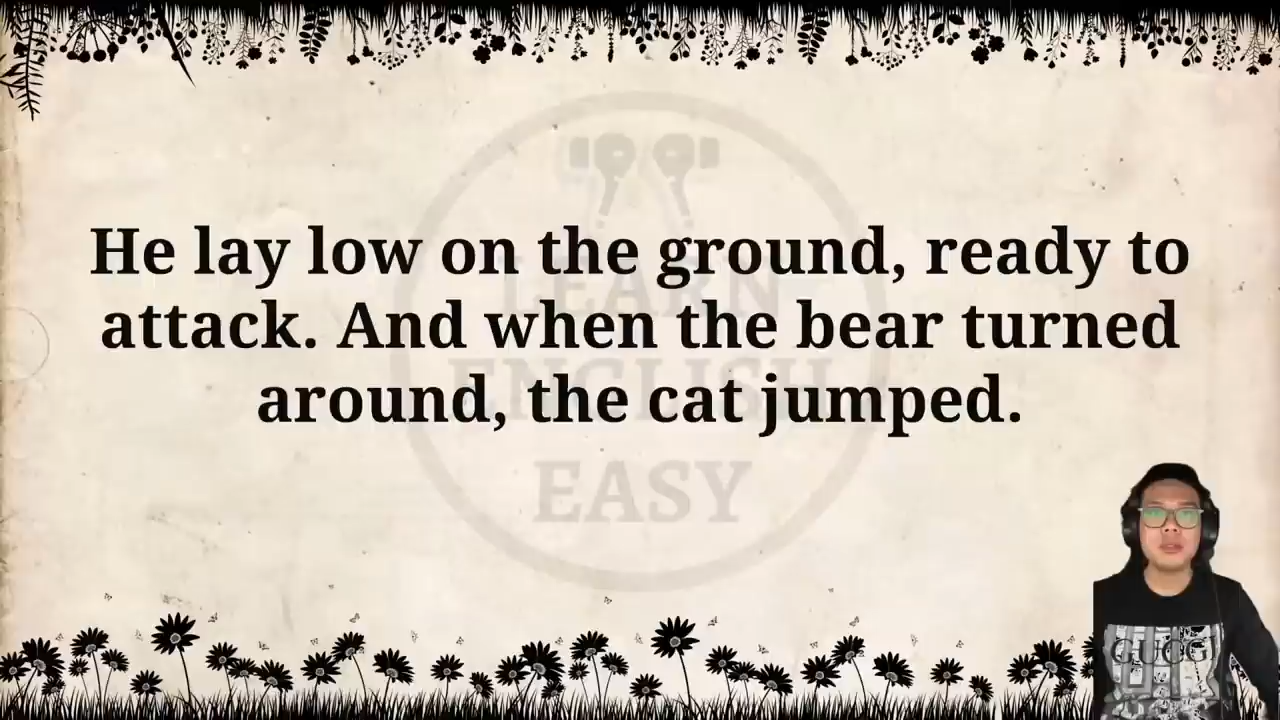 He lay low on the ground, ready to
attack. And when the bear turned
around, the cat jumped.
LEARN
ENGLISH
EASY
GUCCI